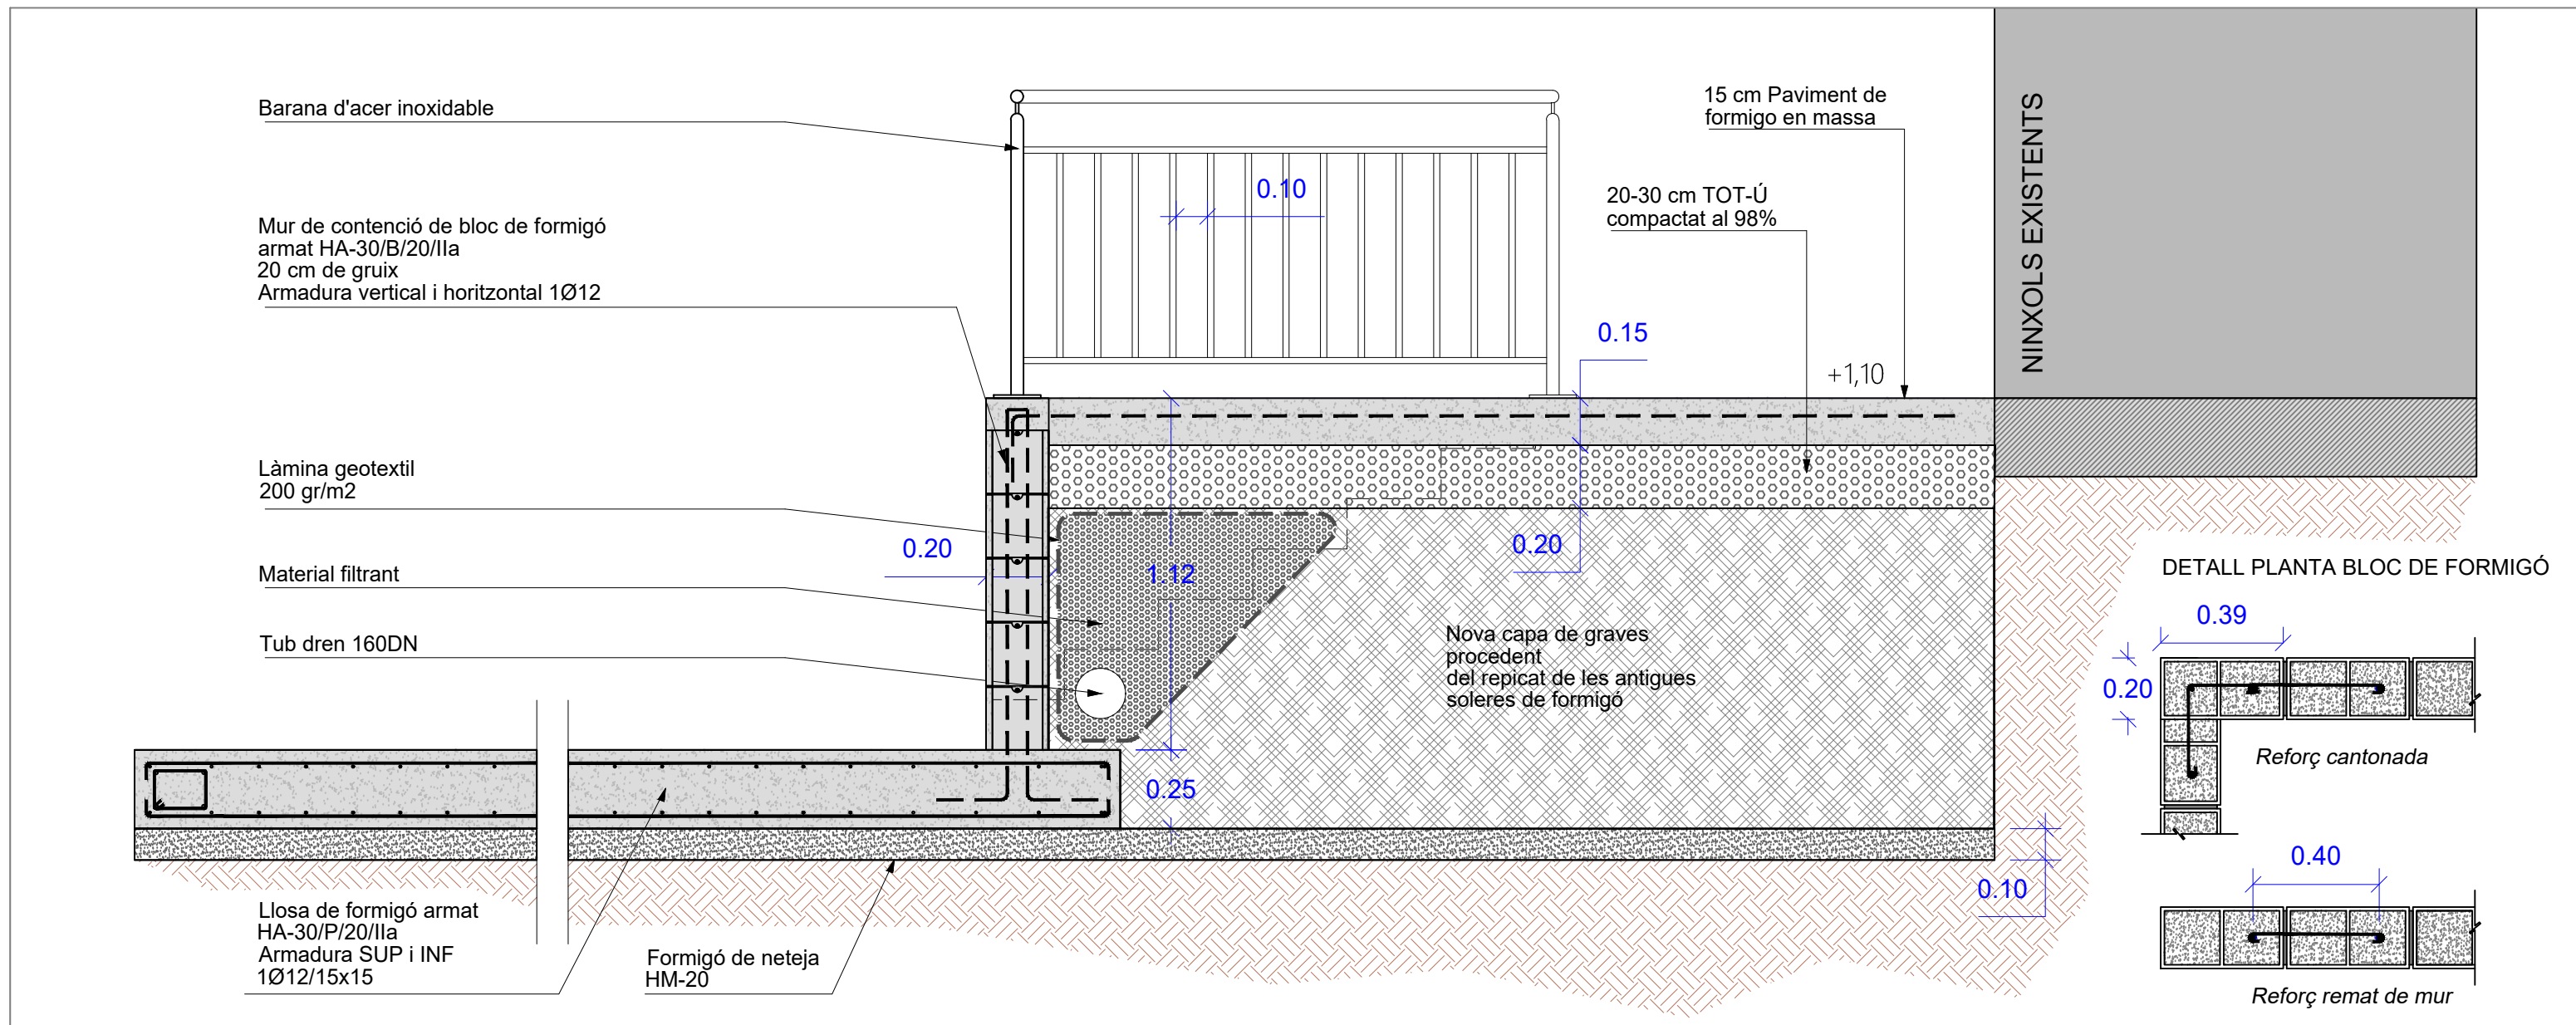 Barana d'acer inoxidable
Mur de contenció de bloc de formigó
armat HA-30/B/20/IIa
20 cm de gruix
Armadura vertical i horitzontal 1Ø12
Làmina geotextil
200 gr/m2
Material filtrant
Tub dren 160DN
Llosa de formigó armat
HA-30/P/20/IIa
Armadura SUP i INF
1Ø12/15x15
Formigó de neteja
HM-20
0.10
15 cm Paviment de
formigo en massa
20-30 cm TOT-Ú
compactat al 98%
0.15
+1,10
NINXOLS EXISTENTS
0.20
1.12
0.20
0.25
Nova capa de graves
procedent
del repicat de les antigues
soleres de formigó
0.10
DETALL PLANTA BLOC DE FORMIGÓ
0.39
0.20
Reforç cantonada
0.40
Reforç remat de mur